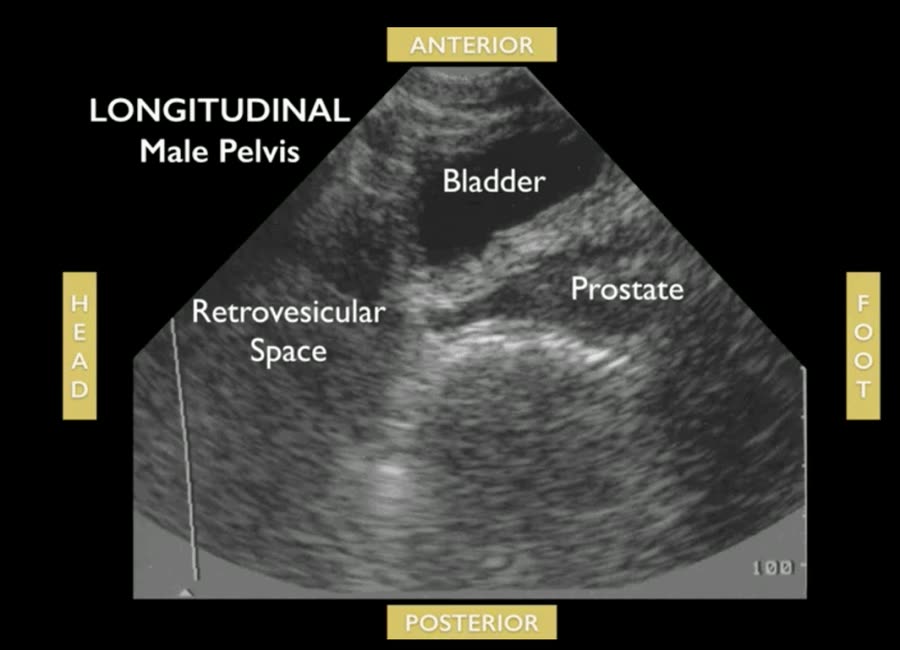 ANTERIOR
LONGITUDINAL
Male Pelvis
Bladder
HEAD
Prostate
FOOT
Retrovesicular
Space
100
POSTERIOR